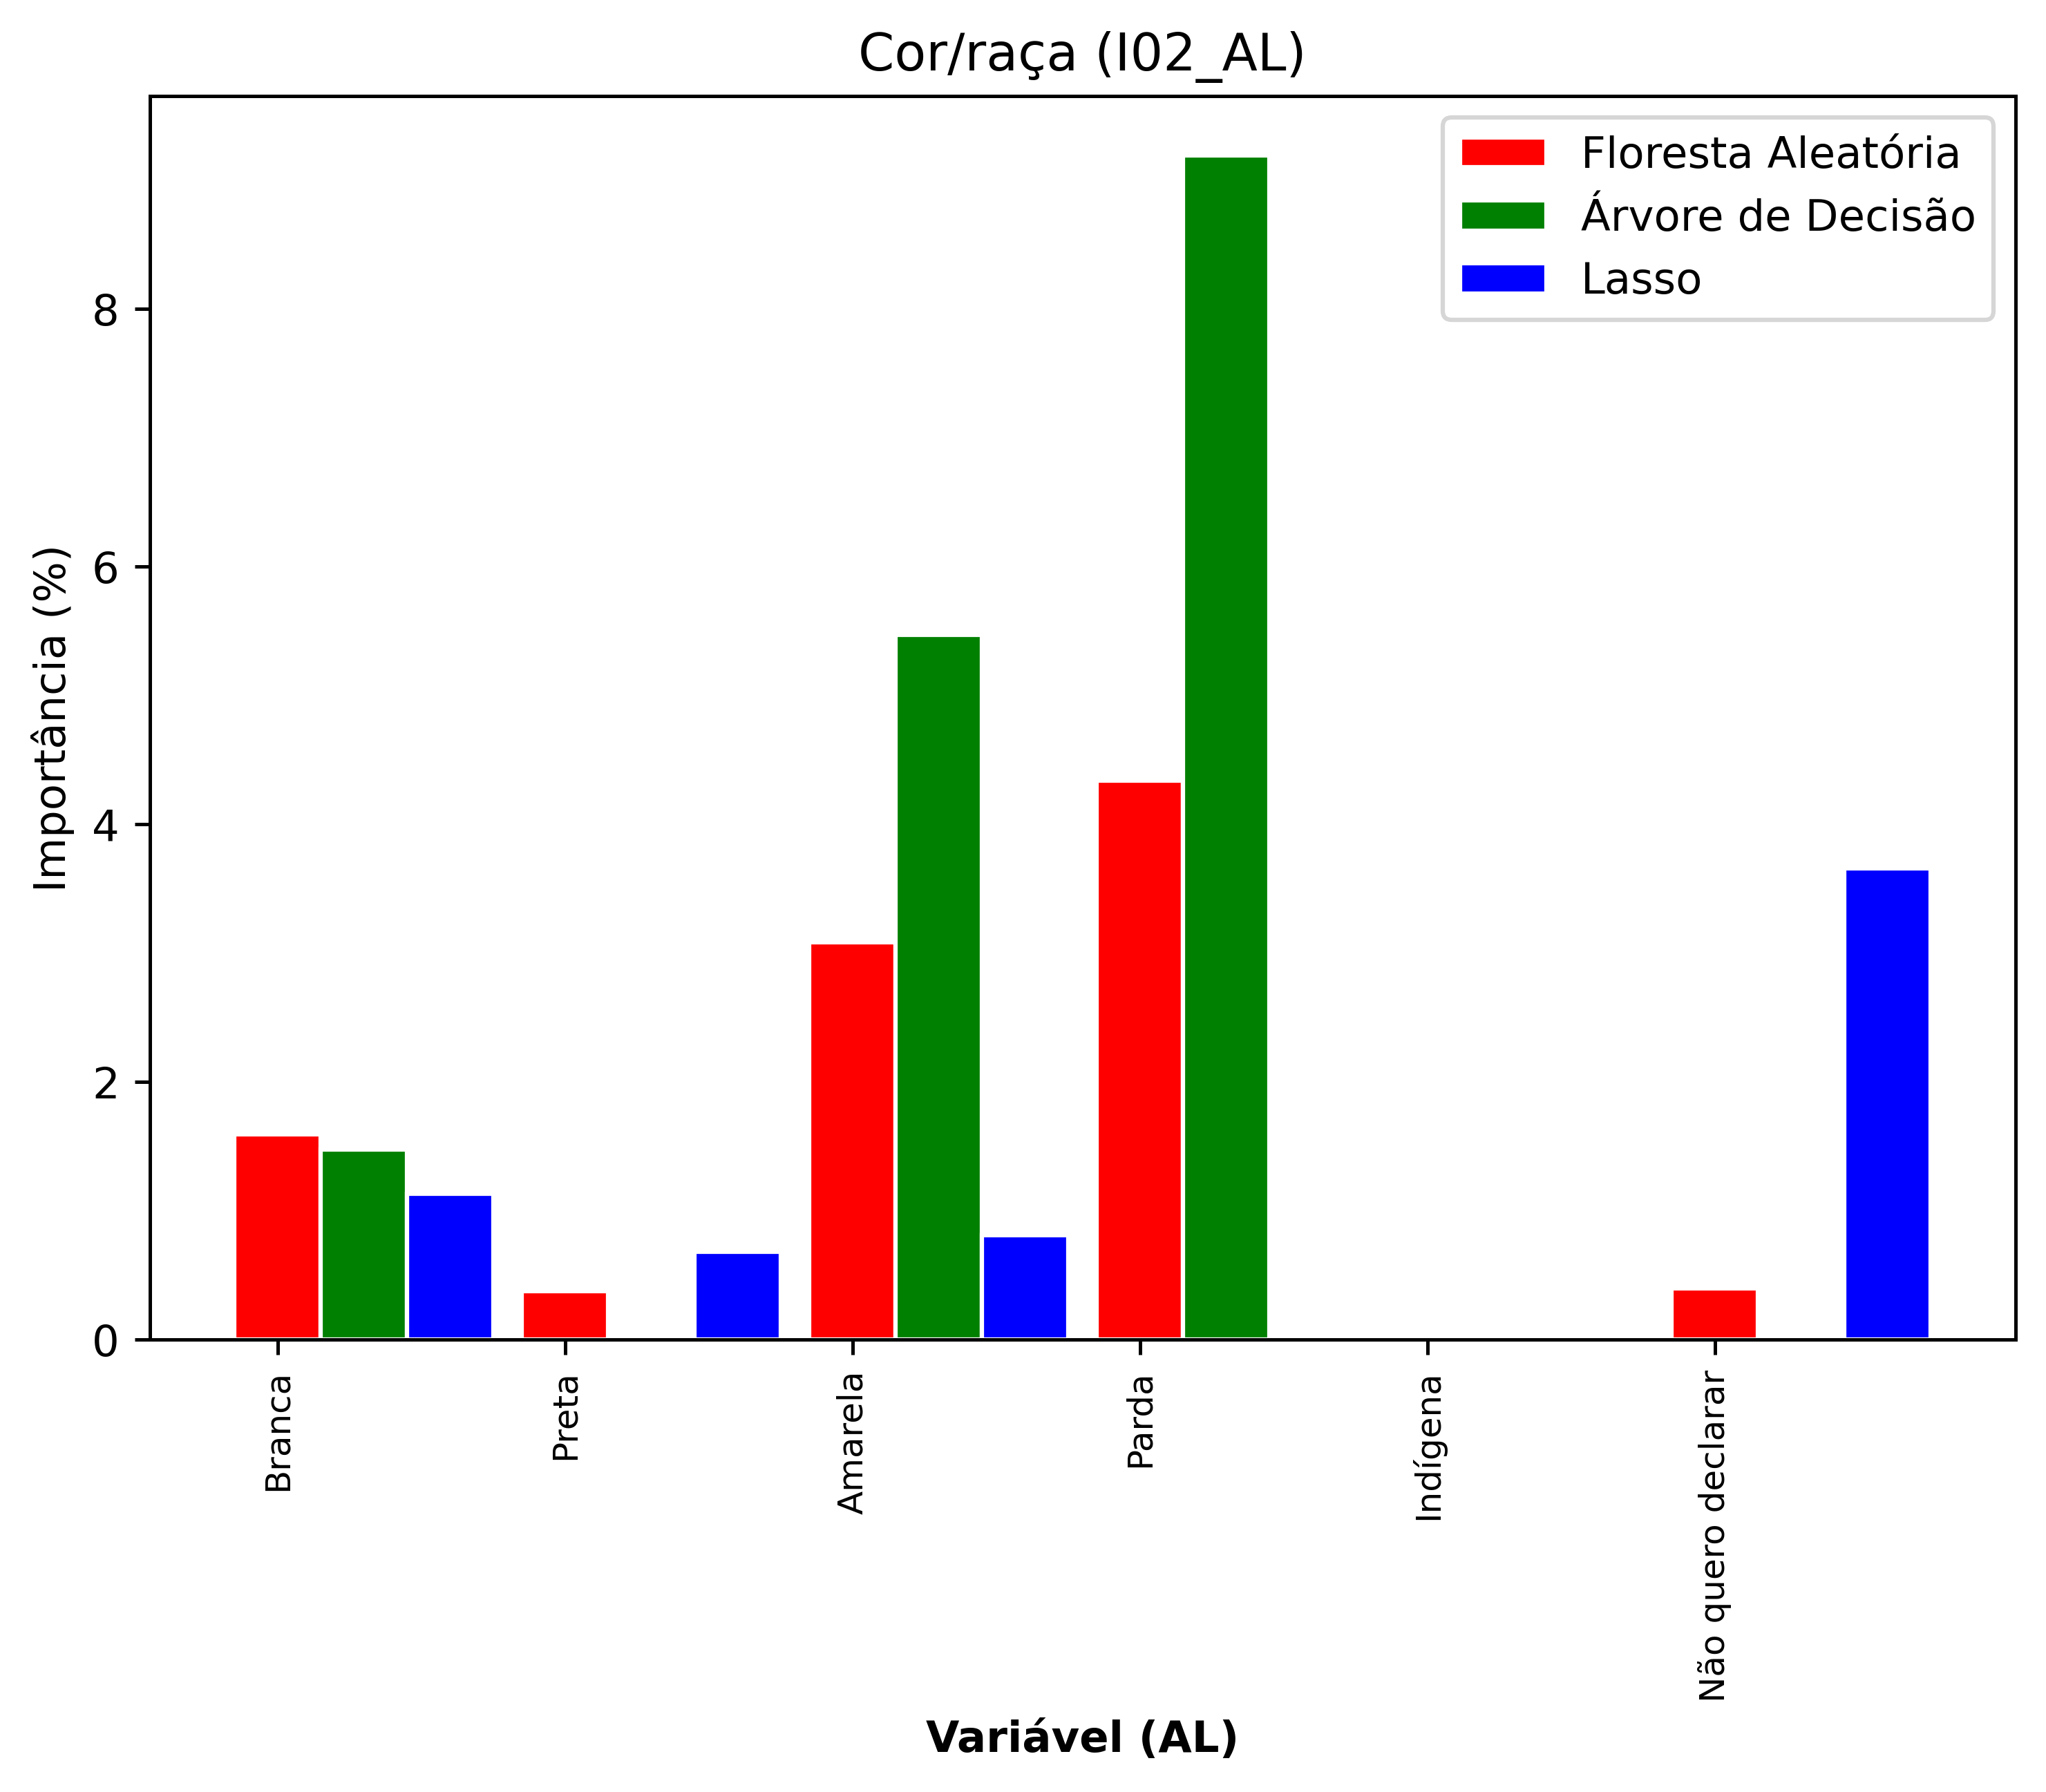 Cor/raça (I02_AL)
Floresta Aleatória
Árvore de Decisão
Lasso
Importância (%)
8
6
4
2
0
Branca
Preta
Amarela
Parda
Indígena
Não quero declarar
Variável (AL)